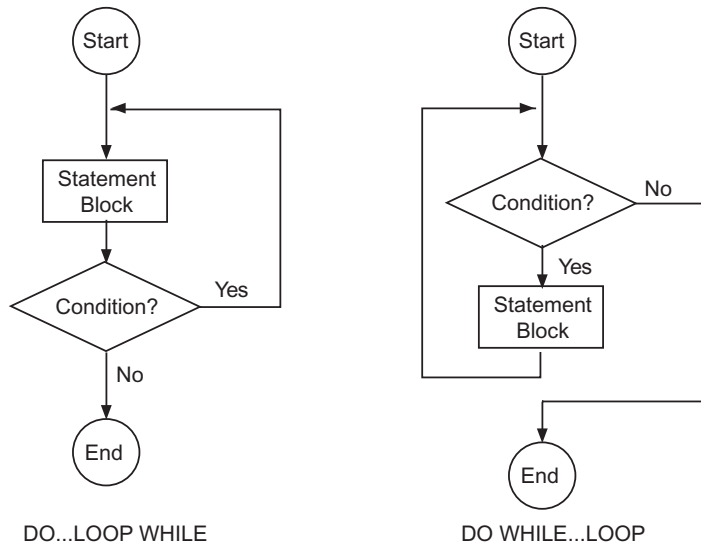 Start
Statement
Block
Condition?
Yes
No
End
DO...LOOP WHILE
Start
Condition?
No
Yes
Statement
Block
End
DO WHILE...LOOP